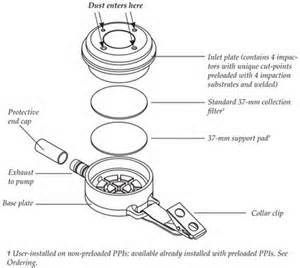 Dust enters here
Inlet plate (contains 4 impac-
tors with unique cut-points
preloaded with 4 impaction
substrates and welded)
Standard 37-mm collection
filter†
Protective
end cap
37-mm support pad†
Exhaust
to pump
Base plate
Collar clip
† User-installed on non-preloaded PPIs; available already installed with preloaded PPIs. See
Ordering.